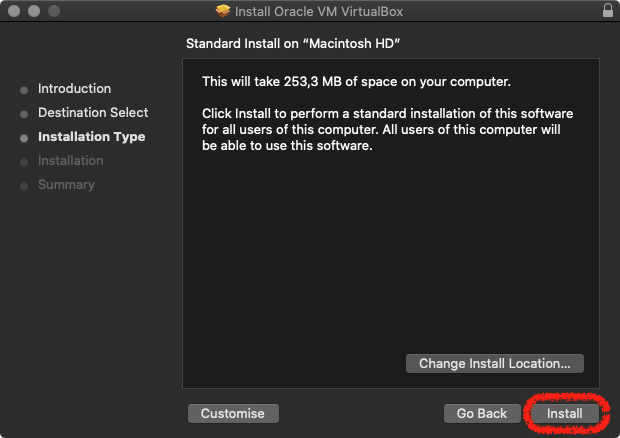 Install Oracle VM VirtualBox
Standard Install on “Macintosh HD”
Introduction
Destination Select
Installation Type
Installation
Summary
This will take 253,3 MB of space on your computer.
Click Install to perform a standard installation of this software
for all users of this computer. All users of this computer will
be able to use this software.
Change Install Location...
Customise
Go Back
Install